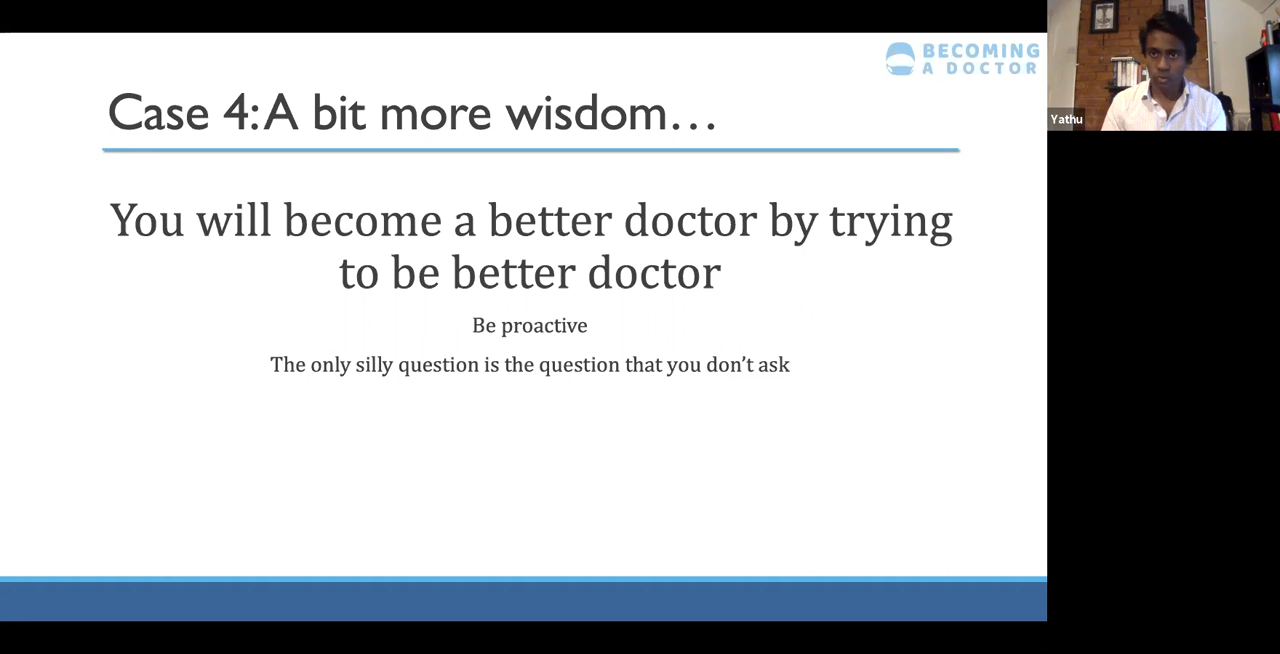 BECOMING
A DOCTOR
Yathu
Case 4: A bit more wisdom…
You will become a better doctor by trying
to be better doctor
Be proactive
The only silly question is the question that you don’t ask